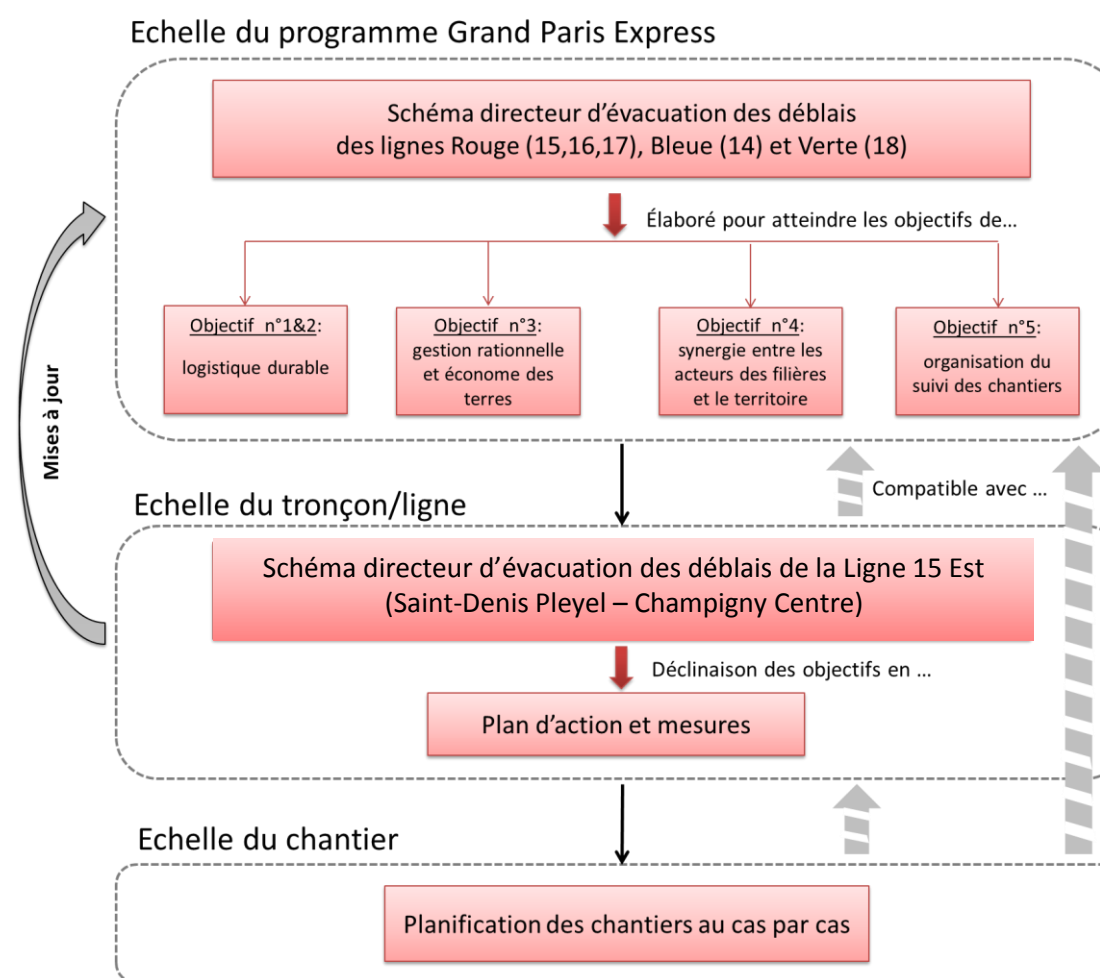 Echelle du programme Grand Paris Express
Schéma directeur d'évacuation des déblais
des lignes Rouge (15,16,17), Bleue (14) et Verte (18)
Élaboré pour atteindre les objectifs de…
Objectif n°1&2:
logistique durable
Objectif n°3:
gestion rationnelle
et économe des
terres
Objectif n°4:
synergie entre les
acteurs des filières
et le territoire
Objectif n°5:
organisation du
suivi des chantiers
Mises à jour
Compatible avec …
Echelle du tronçon/ligne
Schéma directeur d'évacuation des déblais de la Ligne 15 Est
(Saint-Denis Pleyel – Champigny Centre)
Déclinaison des objectifs en …
Plan d'action et mesures
Echelle du chantier
Planification des chantiers au cas par cas